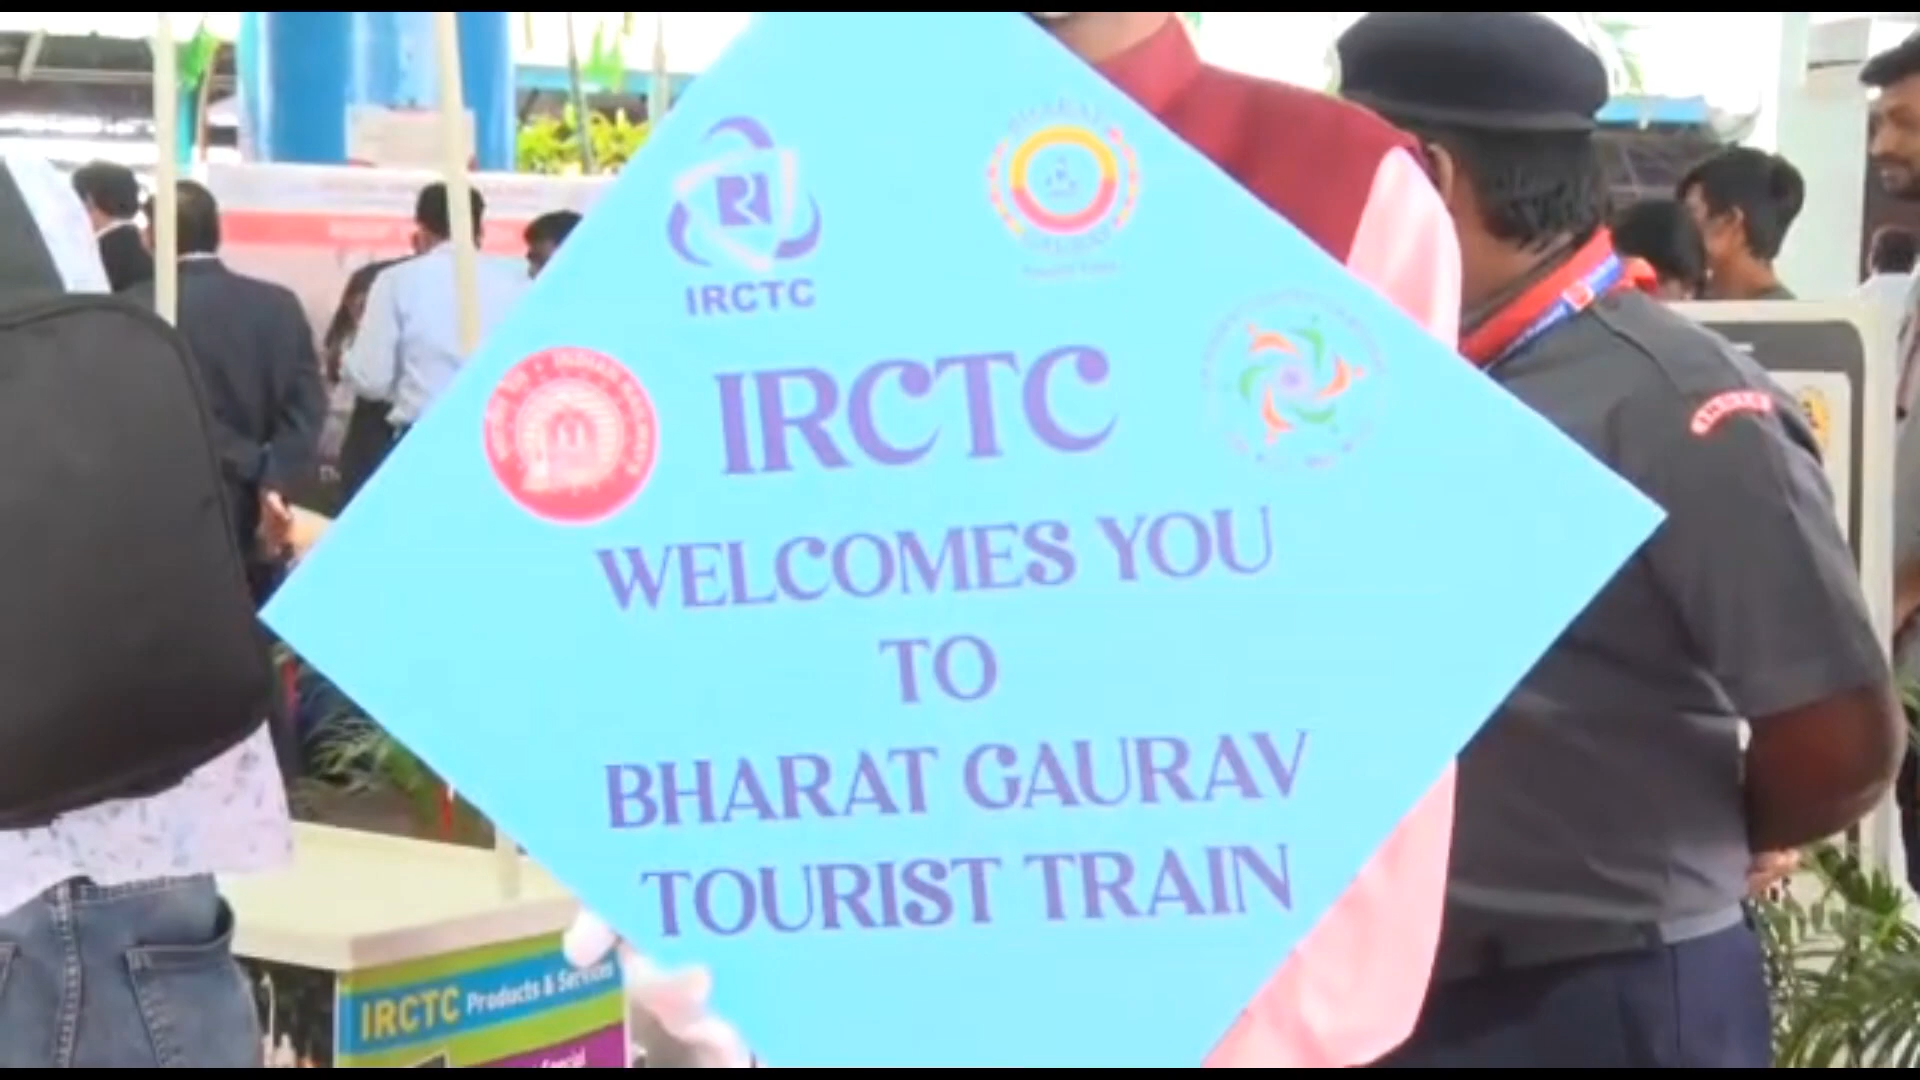 IRCTC
IRCTC
WELCOMES YOU
TO
BHARAT GAURAV
TOURIST TRAIN
IRCTC Products & Services